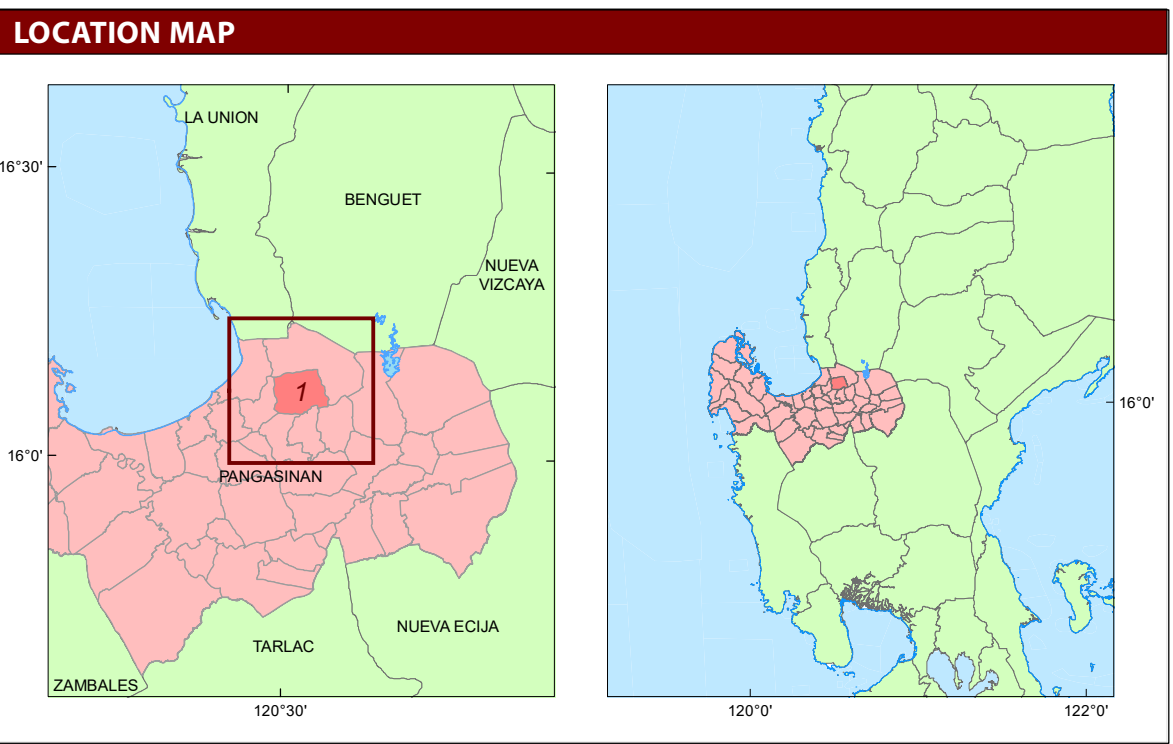 LOCATION MAP
LA UNION
16°30'
BENGUET
NUEVA
VIZCAYA
1
16°0'
PANGASINAN
NUEVA ECIJA
TARLAC
ZAMBALES
120°30'
16°0'
120°0'
122°0'